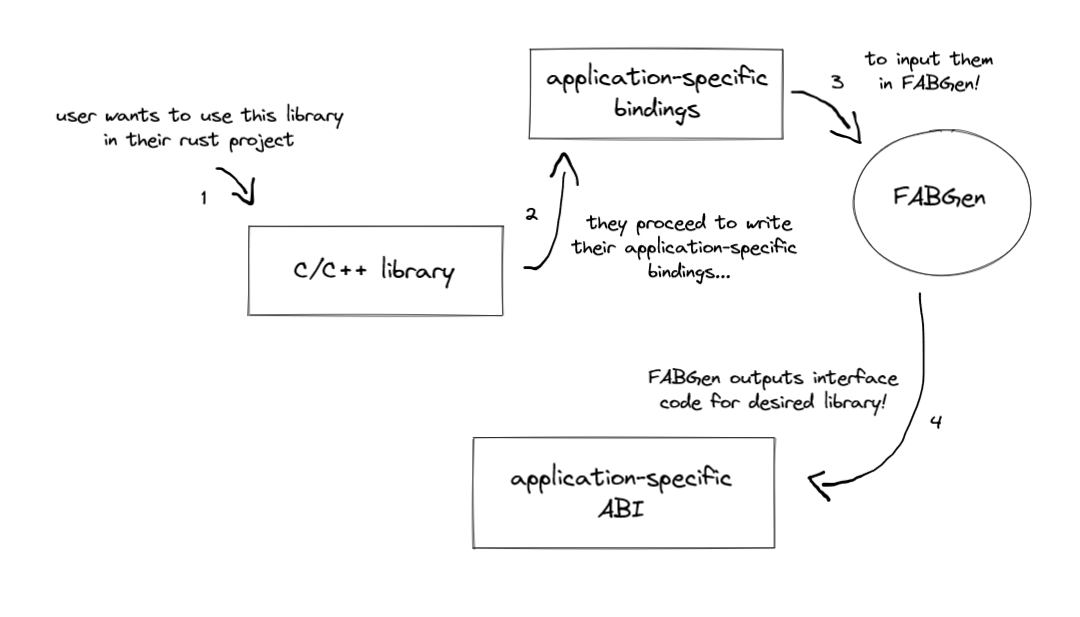 user wants to use this library
in their rust project
1
C/C++ library
2
they proceed to write
their application-specific
bindings...
application-specific
bindings
3
to input them
in FABGen!
FABGen
FABGen outputs interface
code for desired library!
4
application-specific
ABI